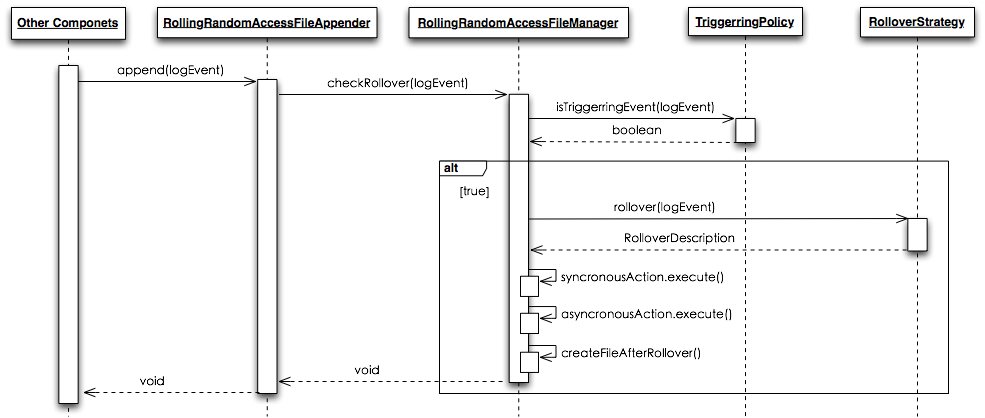 Other Componets
RollingRandomAccessFileAppender
RollingRandomAccessFileManager
TriggerringPolicy
RolloverStrategy
append(logEvent)
checkRollover(logEvent)
isTriggerringEvent(logEvent)
boolean
alt
[true]
rollover(logEvent)
RolloverDescription
syncronousAction.execute()
asyncronousAction.execute()
createFileAfterRollover()
void
void